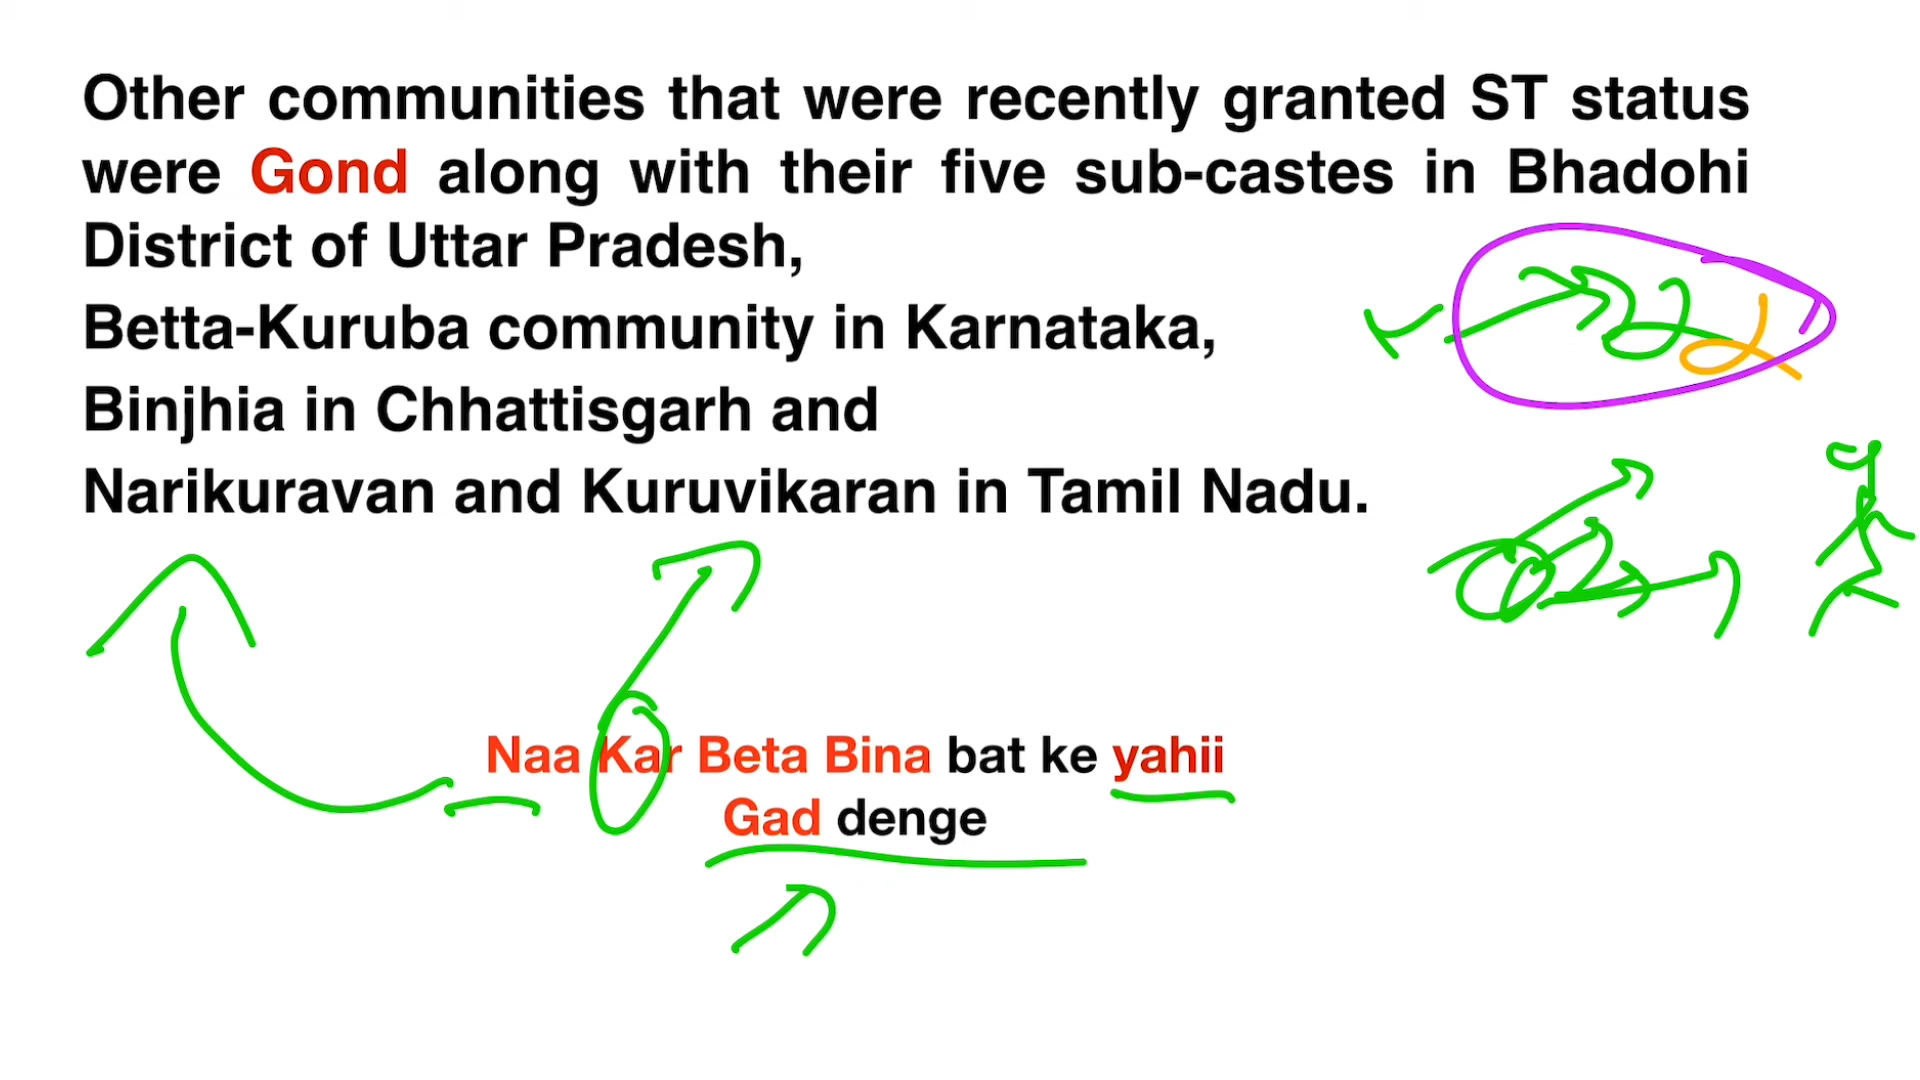 Other communities that were recently granted ST status
were Gond along with their five sub-castes in Bhadohi
District of Uttar Pradesh,
Betta-Kuruba community in Karnataka,
Binjhia in Chhattisgarh and
Narikuravan and Kuruvikaran in Tamil Nadu.
Naa Kar Beta Bina bat ke yahii
Gad denge